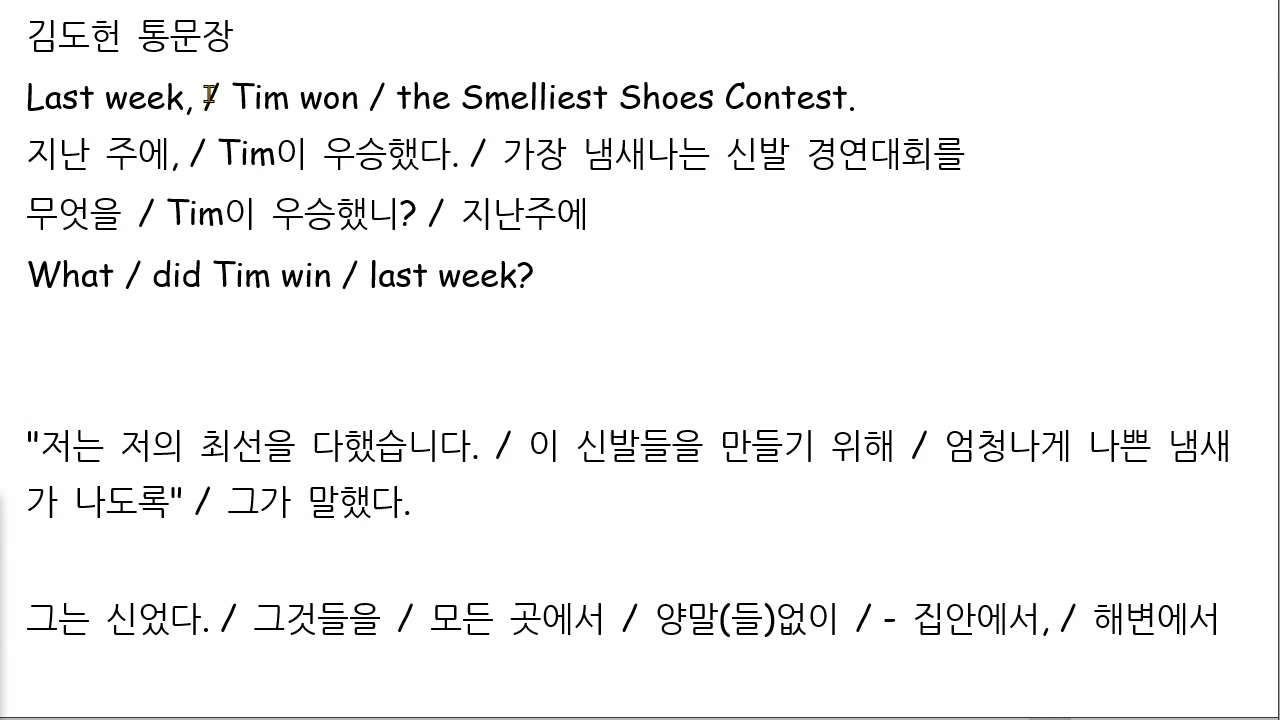 김도헌 통문장
Last week, / Tim won / the Smelliest Shoes Contest.
지난 주에, / Tim이 우승했다. / 가장 냄새나는 신발 경연대회를
무엇을 / Tim이 우승했니? / 지난주에
What / did Tim win / last week?
"저는 저의 최선을 다했습니다. / 이 신발들을 만들기 위해 / 엄청나게 나쁜 냄새
가 나도록" / 그가 말했다.
그는 신었다. / 그것들을 / 모든 곳에서 / 양말(들)없이 / - 집안에서, / 해변에서